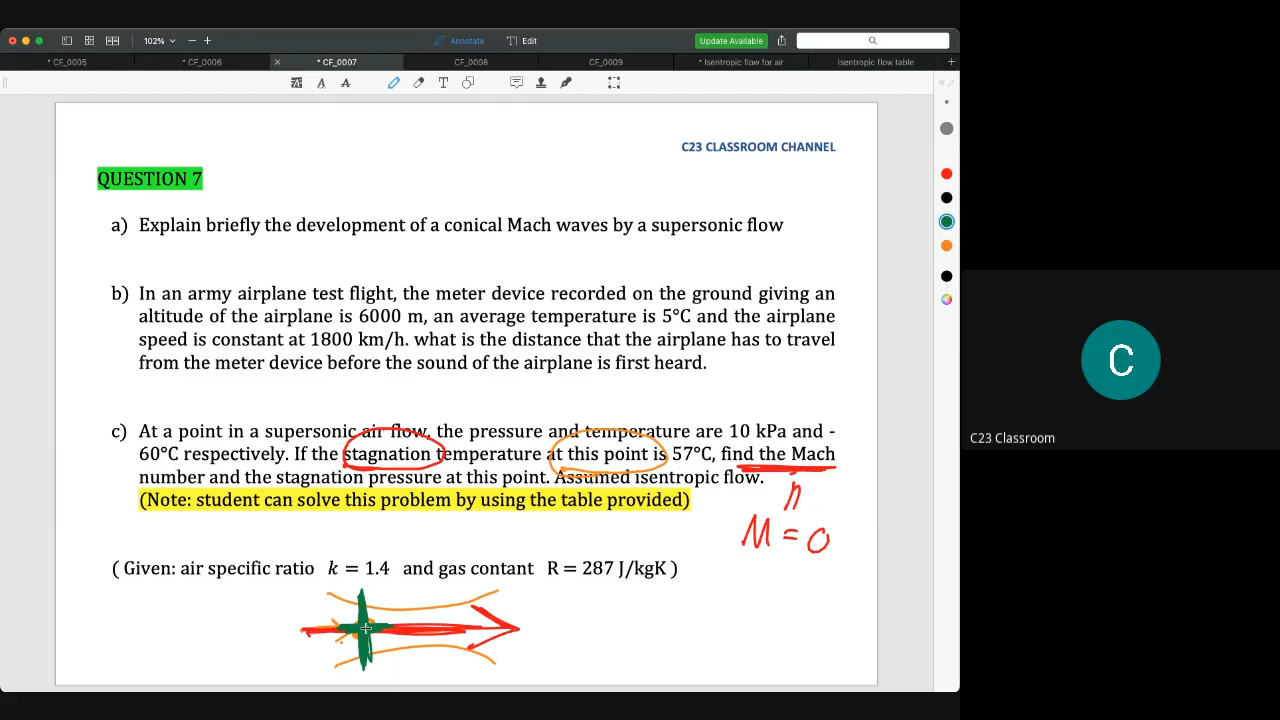 102%
Annotate
Edit
Update Available
* CF_0005
* CF_0006
* CF_0007
CF_0008
CF_0009
* Isentropic flow for air
Isentropic flow table
C23 CLASSROOM CHANNEL
QUESTION 7
a) Explain briefly the development of a conical Mach waves by a supersonic flow
b) In an army airplane test flight, the meter device recorded on the ground giving an
altitude of the airplane is 6000 m, an average temperature is 5°C and the airplane
speed is constant at 1800 km/h. what is the distance that the airplane has to travel
from the meter device before the sound of the airplane is first heard.
c) At a point in a supersonic air flow, the pressure and temperature are 10 kPa and -
60°C respectively. If the stagnation temperature at this point is 57°C, find the Mach
number and the stagnation pressure at this point. Assumed isentropic flow.
(Note: student can solve this problem by using the table provided)
M = 0
( Given: air specific ratio k = 1.4 and gas contant R = 287 J/kgK )
C
C23 Classroom